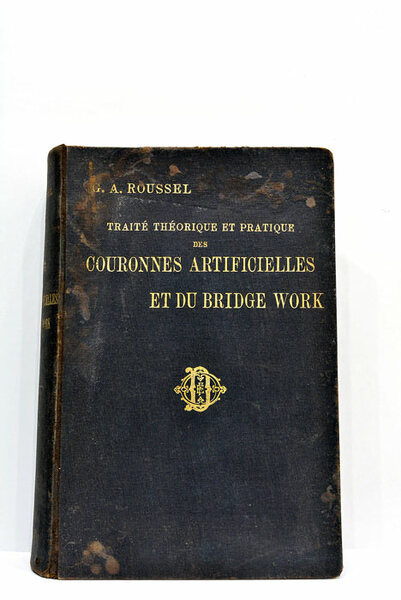 G. A. ROUSSEL
TRAITÉ THÉORIQUE ET PRATIQUE
DES
COURONNES ARTIFICIELLES
ET DU BRIDGE WORK